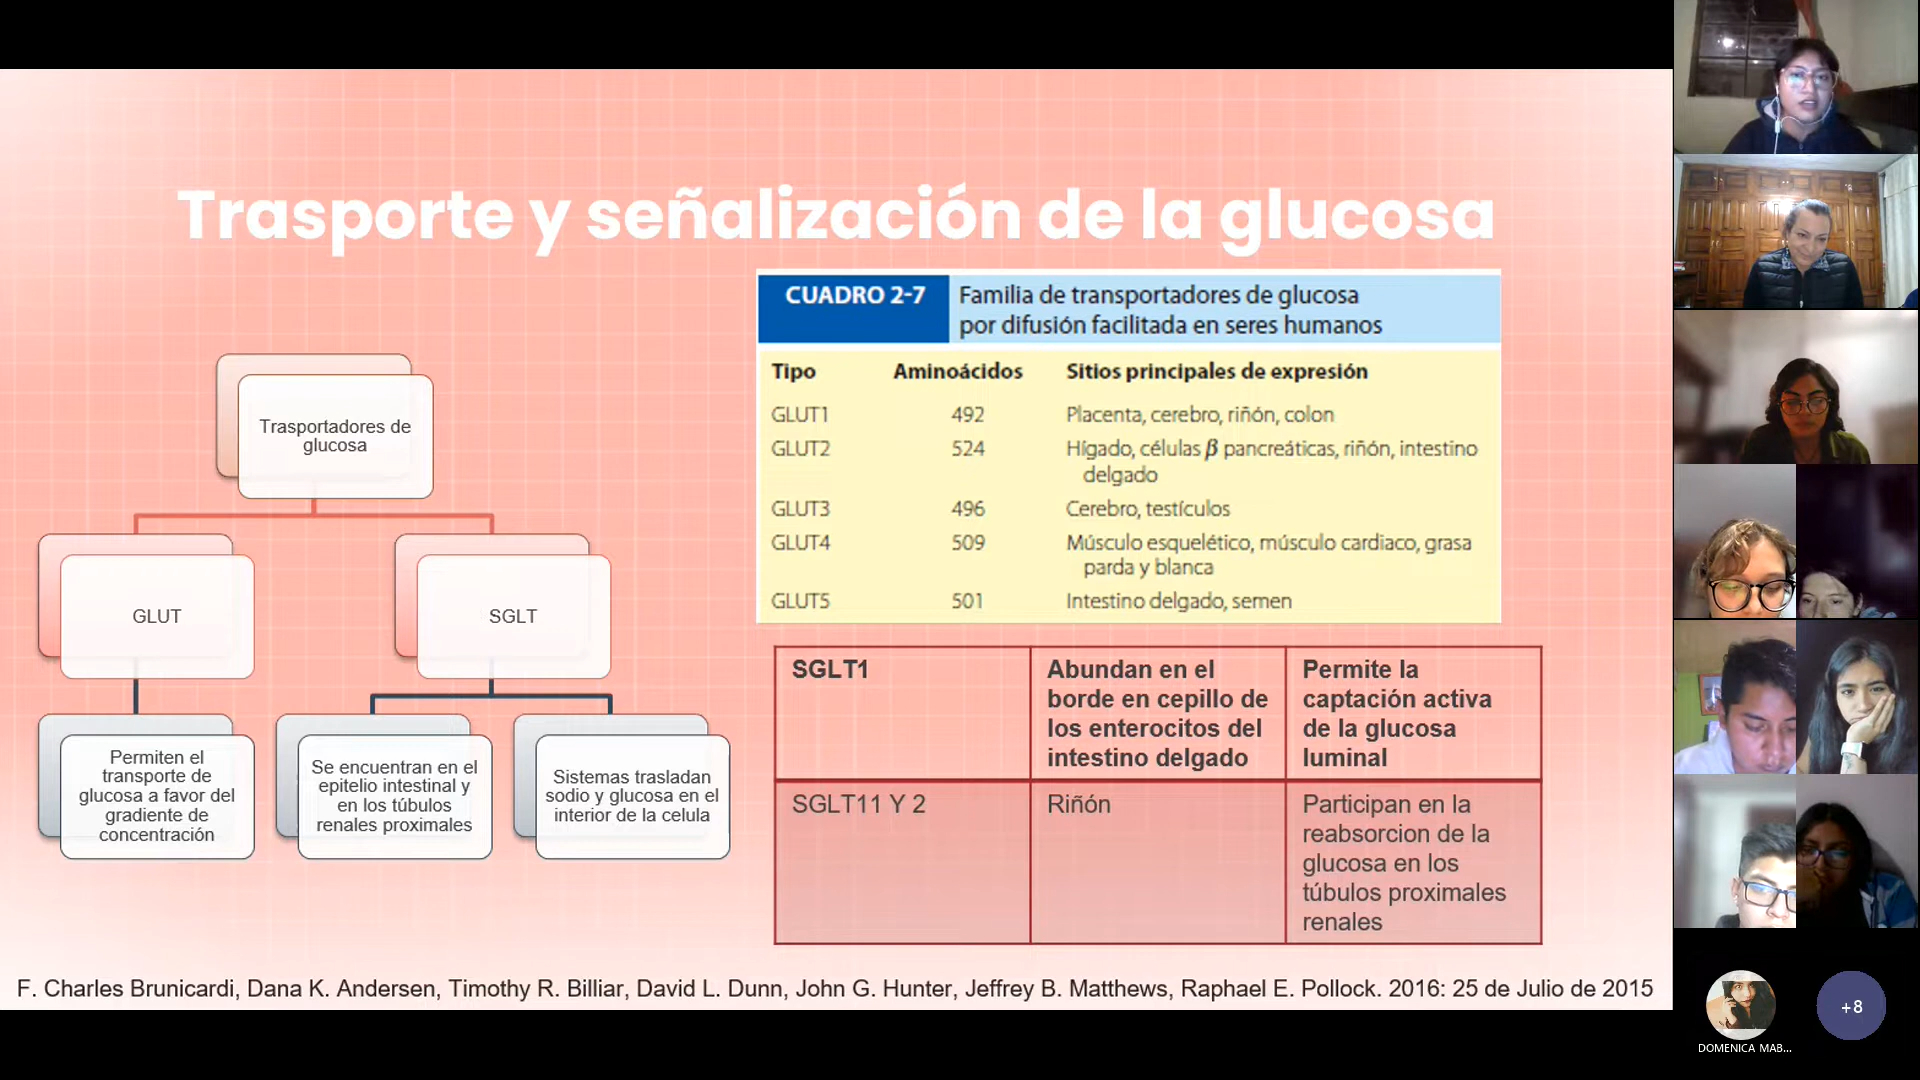 Trasporte y señalización de la glucosa
Trasportadores de
glucosa
GLUT
SGLT
Permiten el
transporte de
glucosa a favor del
gradiente de
concentración
Se encuentran en el
epitelio intestinal y
en los túbulos
renales proximales
Sistemas trasladan
sodio y glucosa en el
interior de la celula
CUADRO 2-7
Familia de transportadores de glucosa
por difusión facilitada en seres humanos
Tipo Aminoácidos Sitios principales de expresión
GLUT1 492 Placenta, cerebro, riñón, colon
GLUT2 524 Hígado, células β pancreáticas, riñón, intestino
delgado
GLUT3 496 Cerebro, testículos
GLUT4 509 Músculo esquelético, músculo cardiaco, grasa
parda y blanca
GLUT5 501 Intestino delgado, semen
SGLT1
Abundan en el
borde en cepillo de
los enterocitos del
intestino delgado
Permite la
captación activa
de la glucosa
luminal
SGLT11 Y 2
Riñón
Participan en la
reabsorcion de la
glucosa en los
túbulos proximales
renales
F. Charles Brunicardi, Dana K. Andersen, Timothy R. Billiar, David L. Dunn, John G. Hunter, Jeffrey B. Matthews, Raphael E. Pollock. 2016: 25 de Julio de 2015
+8
DOMENICA MAB...